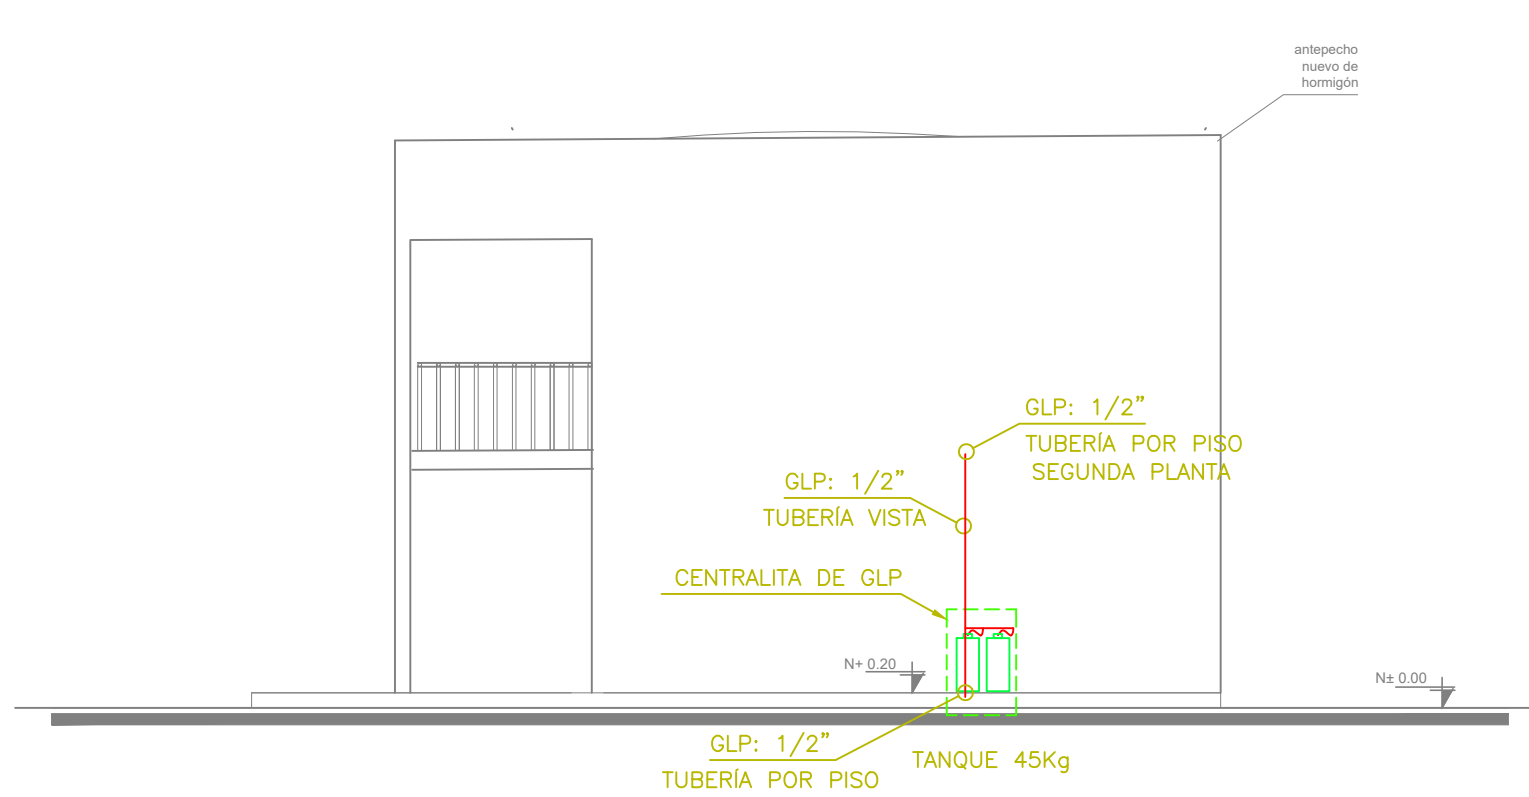 antepecho
nuevo de
hormigón
GLP: 1/2”
TUBERÍA POR PISO
SEGUNDA PLANTA
GLP: 1/2”
TUBERÍA VISTA
CENTRALITA DE GLP
N+ 0.20
N± 0.00
GLP: 1/2”
TUBERÍA POR PISO
TANQUE 45Kg